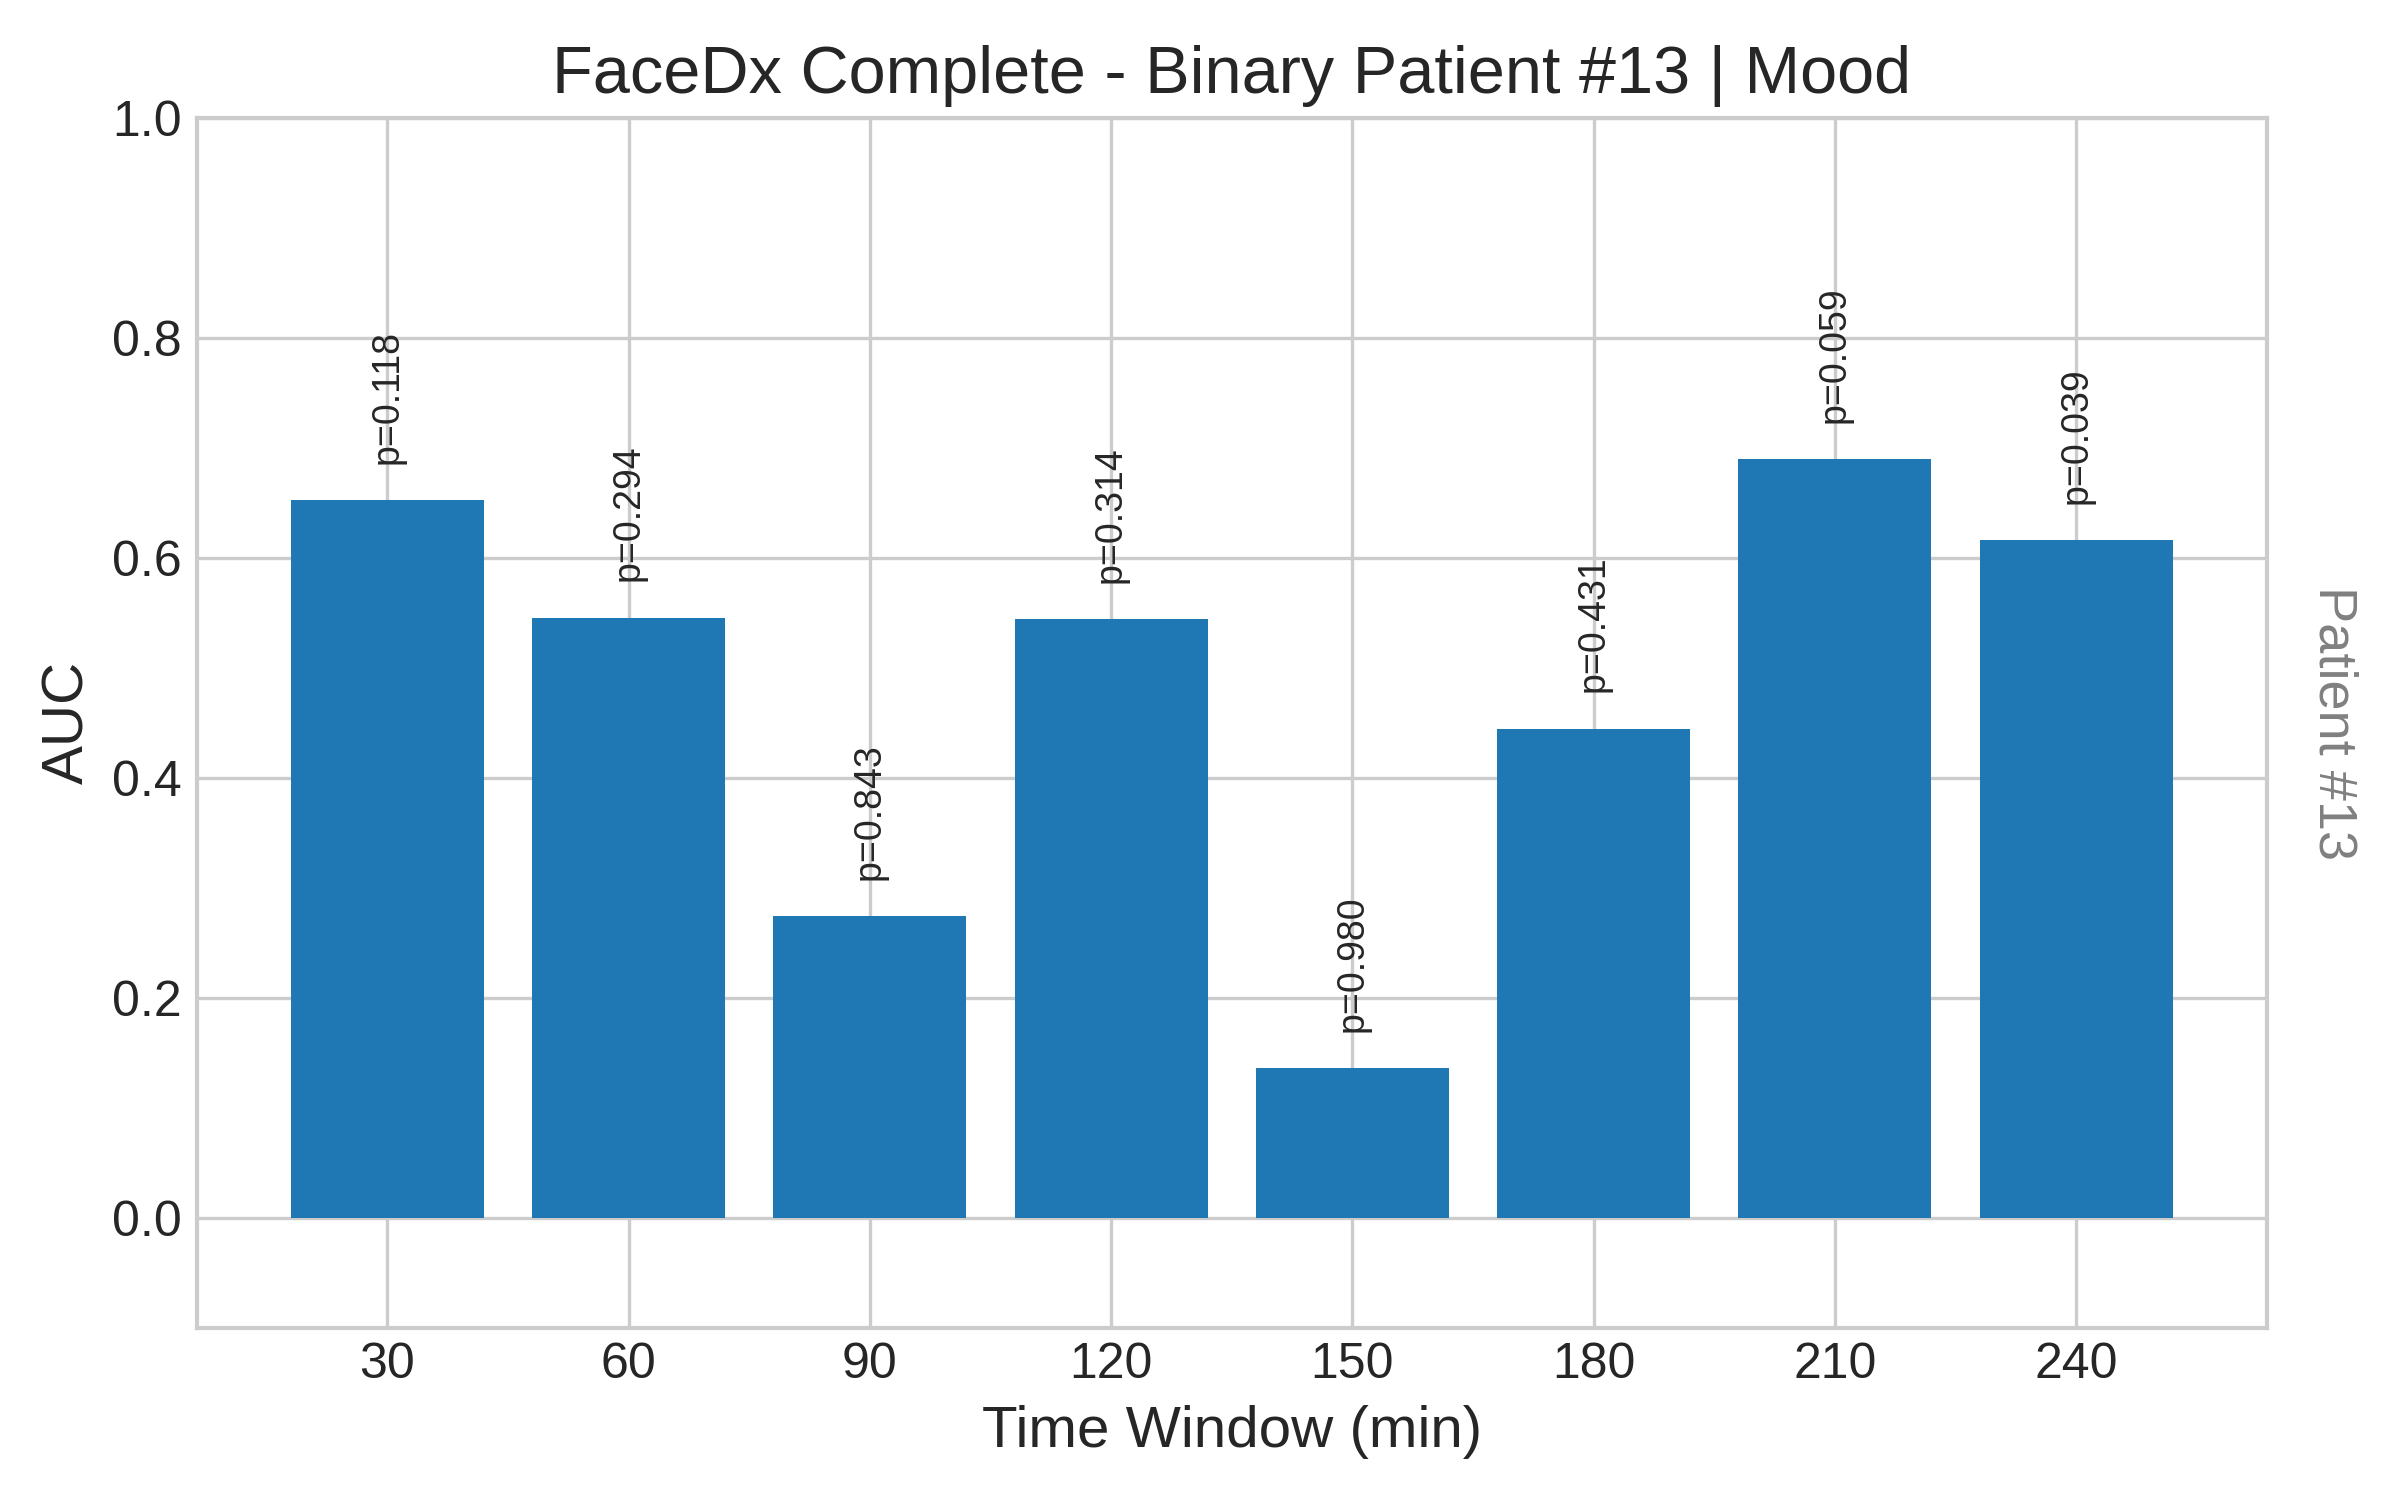 FaceDx Complete - Binary Patient #13 | Mood
1.0
0.8
0.6
0.4
0.2
0.0
AUC
p=0.118
p=0.294
p=0.843
p=0.314
p=0.980
p=0.431
p=0.059
p=0.039
Patient #13
30 60 90 120 150 180 210 240
Time Window (min)